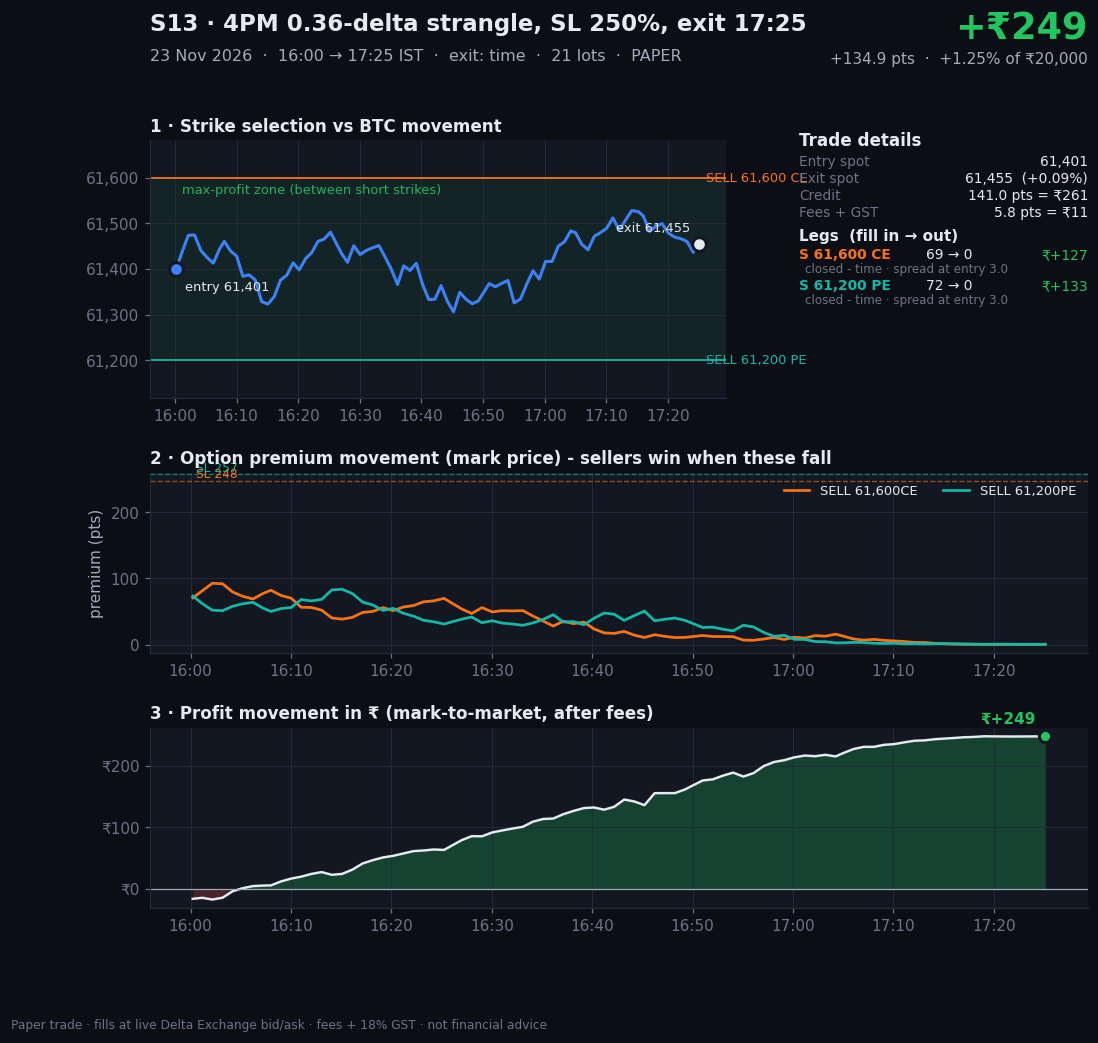 S13 · 4PM 0.36-delta strangle, SL 250%, exit 17:25
+₹249
23 Nov 2026 · 16:00 → 17:25 IST · exit: time · 21 lots · PAPER
+134.9 pts · +1.25% of ₹20,000
1 · Strike selection vs BTC movement
61,600
61,500
61,400
61,300
61,200
max-profit zone (between short strikes)
SELL 61,600 CE
exit 61,455
entry 61,401
SELL 61,200 PE
16:00 16:10 16:20 16:30 16:40 16:50 17:00 17:10 17:20
Trade details
Entry spot 61,401
Exit spot 61,455 (+0.09%)
Credit 141.0 pts = ₹261
Fees + GST 5.8 pts = ₹11
Legs (fill in → out)
S 61,600 CE 69 → 0 ₹+127
closed - time · spread at entry 3.0
S 61,200 PE 72 → 0 ₹+133
closed - time · spread at entry 3.0
2 · Option premium movement (mark price) - sellers win when these fall
SL 257
SL 248
SELL 61,600CE SELL 61,200PE
premium (pts)
200
100
0
16:00 16:10 16:20 16:30 16:40 16:50 17:00 17:10 17:20
3 · Profit movement in ₹ (mark-to-market, after fees)
₹+249
₹200
₹100
₹0
16:00 16:10 16:20 16:30 16:40 16:50 17:00 17:10 17:20
Paper trade · fills at live Delta Exchange bid/ask · fees + 18% GST · not financial advice